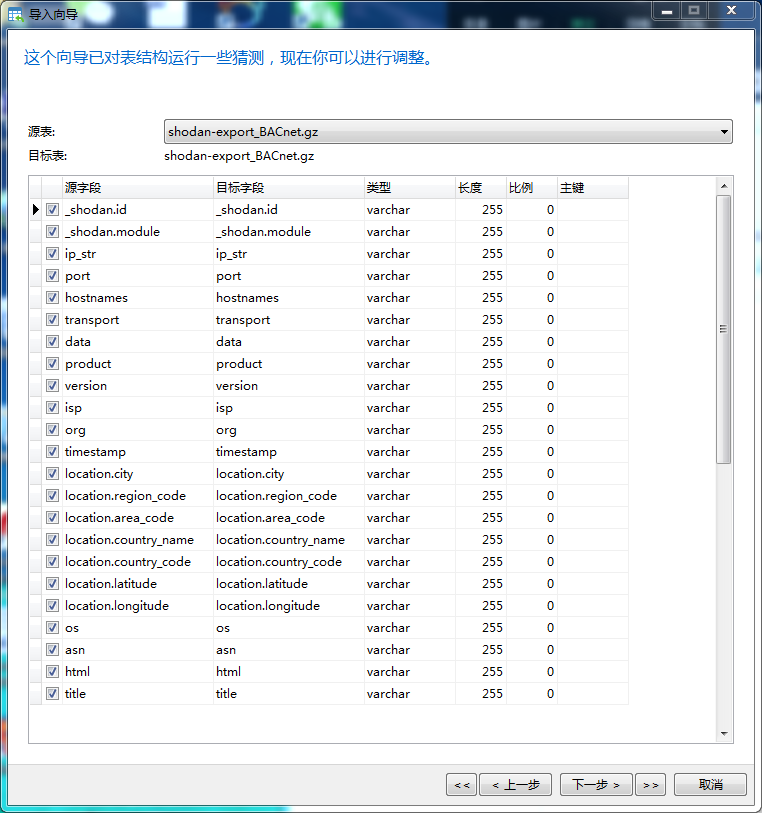 导入向导
这个向导已对表结构运行一些猜测，现在你可以进行调整。
源表: shodan-export_BACnet.gz
目标表: shodan-export_BACnet.gz
源字段 目标字段 类型 长度 比例 主键
_shodan.id _shodan.id varchar 255 0
_shodan.module _shodan.module varchar 255 0
ip_str ip_str varchar 255 0
port port varchar 255 0
hostnames hostnames varchar 255 0
transport transport varchar 255 0
data data varchar 255 0
product product varchar 255 0
version version varchar 255 0
isp isp varchar 255 0
org org varchar 255 0
timestamp timestamp varchar 255 0
location.city location.city varchar 255 0
location.region_code location.region_code varchar 255 0
location.area_code location.area_code varchar 255 0
location.country_name location.country_name varchar 255 0
location.country_code location.country_code varchar 255 0
location.latitude location.latitude varchar 255 0
location.longitude location.longitude varchar 255 0
os os varchar 255 0
asn asn varchar 255 0
html html varchar 255 0
title title varchar 255 0
<< < 上一步 下一步 > >> 取消